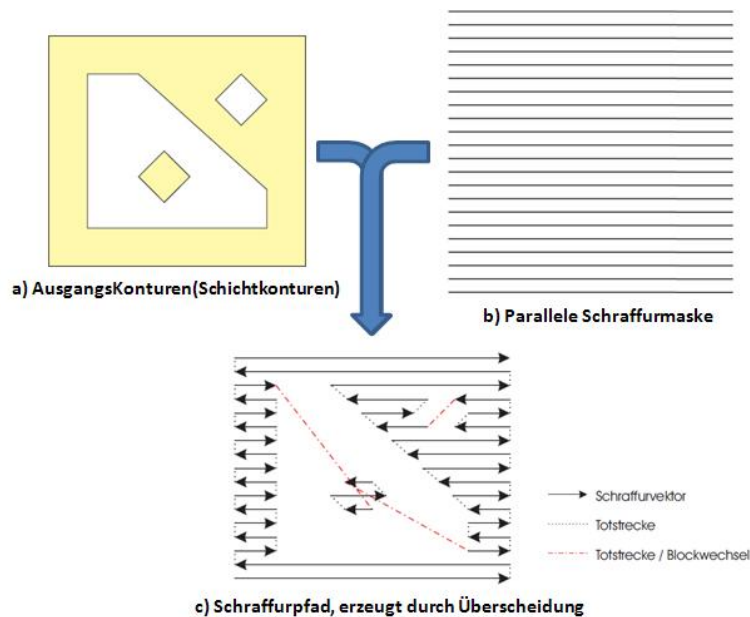 a) AusgangsKonturen(Schichtkonturen)
b) Parallele Schraffurmaske
Schraffurvektor
Totstrecke
Totstrecke / Blockwechsel
c) Schraffurpfad, erzeugt durch Überscheidung